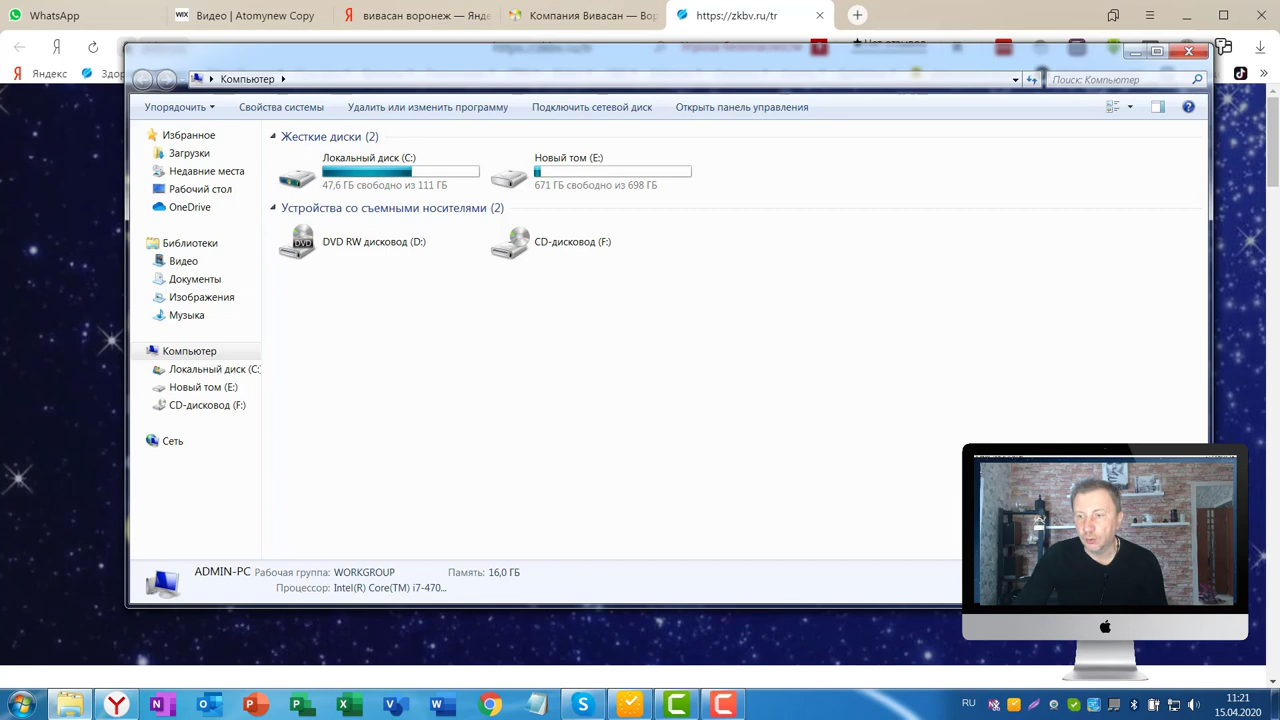 WhatsApp
Видео | Atomynew Copy
вивасан воронеж — Янде
Компания Вивасан — Вор
https://zkbv.ru/tr
Яндекс
Здор
Компьютер
Поиск: Компьютер
Упорядочить
Свойства системы
Удалить или изменить программу
Подключить сетевой диск
Открыть панель управления
Избранное
Загрузки
Недавние места
Рабочий стол
OneDrive
Библиотеки
Видео
Документы
Изображения
Музыка
Компьютер
Локальный диск (C:
Новый том (E:)
CD-дисковод (F:)
Сеть
Жесткие диски (2)
Локальный диск (C:)
47,6 ГБ свободно из 111 ГБ
Новый том (E:)
671 ГБ свободно из 698 ГБ
Устройства со съемными носителями (2)
DVD RW дисковод (D:)
CD-дисковод (F:)
ADMIN-PC Рабочая группа: WORKGROUP Память: 16,0 ГБ
Процессор: Intel(R) Core(TM) i7-470...
RU
11:21
15.04.2020